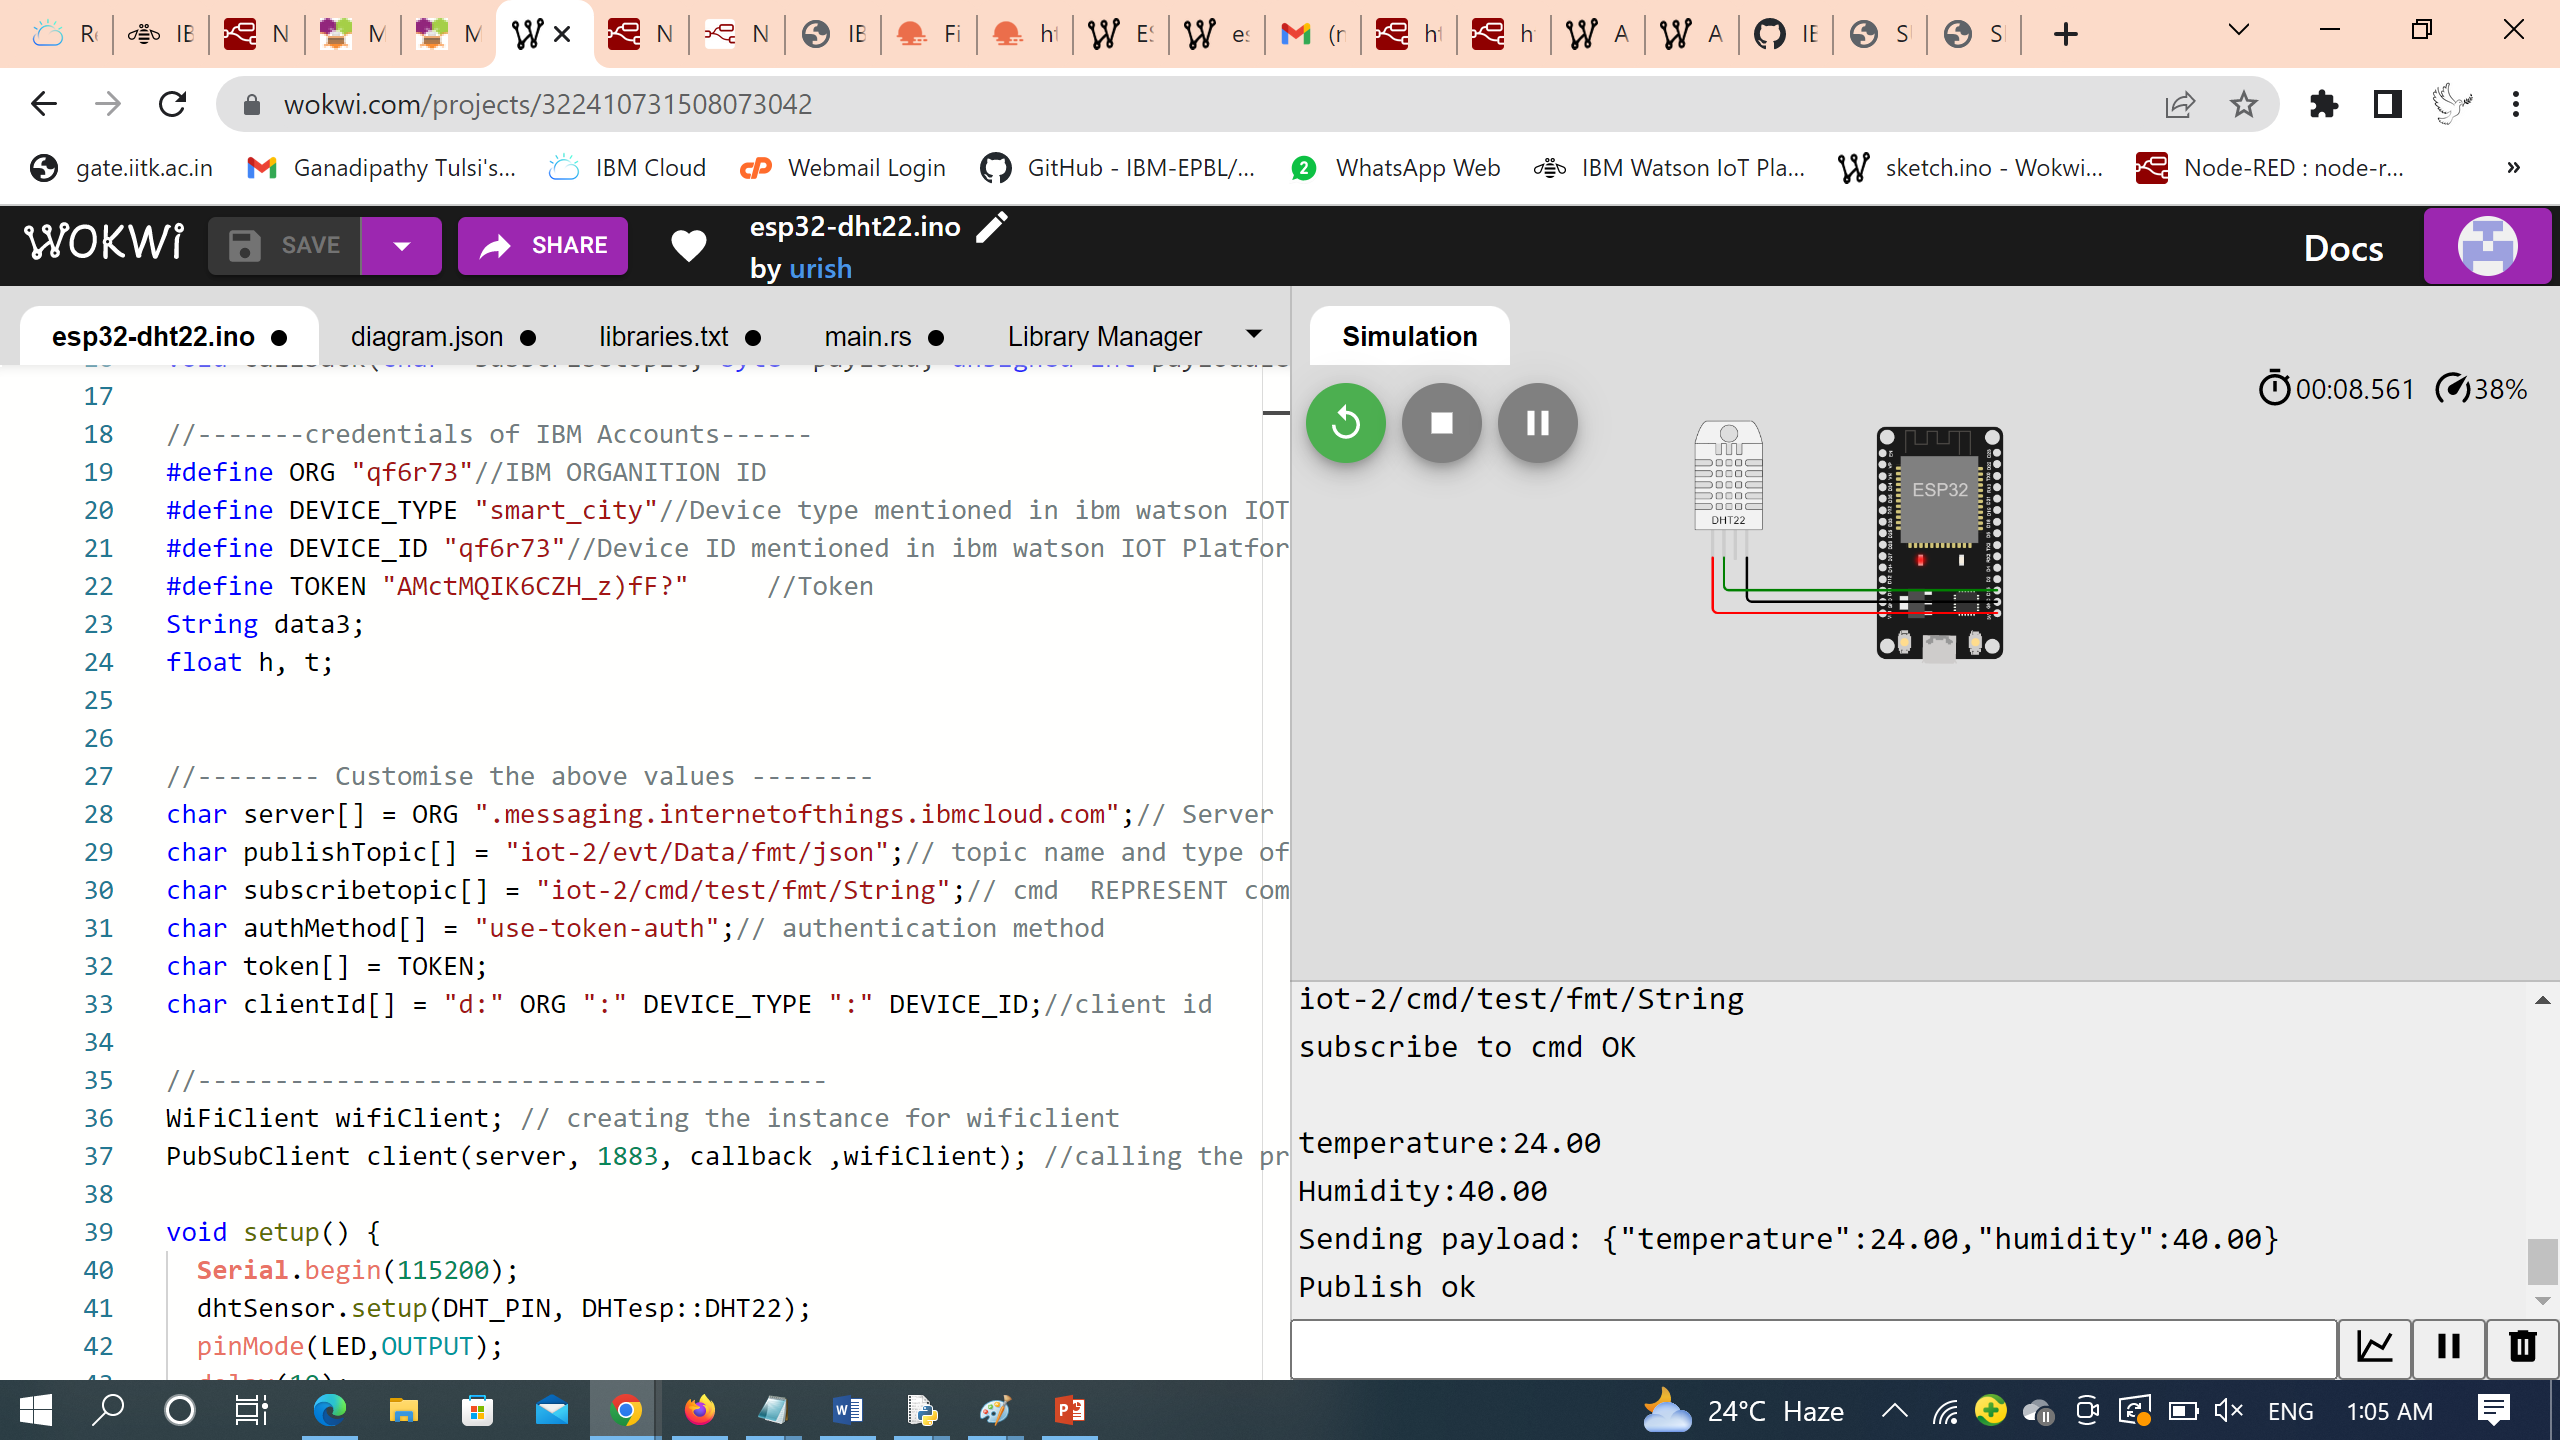 wokwi.com/projects/322410731508073042
gate.iitk.ac.in
Ganadipathy Tulsi's...
IBM Cloud
Webmail Login
GitHub - IBM-EPBL/...
WhatsApp Web
IBM Watson IoT Pla...
sketch.ino - Wokwi...
Node-RED : node-r...
WOKWi
SAVE
SHARE
esp32-dht22.ino
by urish
Docs
esp32-dht22.ino
diagram.json
libraries.txt
main.rs
Library Manager
Simulation
00:08.561
38%
17
18 //-------credentials of IBM Accounts------
19 #define ORG "qf6r73"//IBM ORGANITION ID
20 #define DEVICE_TYPE "smart_city"//Device type mentioned in ibm watson IOT
21 #define DEVICE_ID "qf6r73"//Device ID mentioned in ibm watson IOT Platfor
22 #define TOKEN "AMctMQIK6CZH_z)fF?"     //Token
23 String data3;
24 float h, t;
25
26
27 //-------- Customise the above values --------
28 char server[] = ORG ".messaging.internetofthings.ibmcloud.com";// Server
29 char publishTopic[] = "iot-2/evt/Data/fmt/json";// topic name and type of
30 char subscribetopic[] = "iot-2/cmd/test/fmt/String";// cmd  REPRESENT com
31 char authMethod[] = "use-token-auth";// authentication method
32 char token[] = TOKEN;
33 char clientId[] = "d:" ORG ":" DEVICE_TYPE ":" DEVICE_ID;//client id
34
35 //-----------------------------------------
36 WiFiClient wifiClient; // creating the instance for wificlient
37 PubSubClient client(server, 1883, callback ,wifiClient); //calling the pr
38
39 void setup() {
40   Serial.begin(115200);
41   dhtSensor.setup(DHT_PIN, DHTesp::DHT22);
42   pinMode(LED,OUTPUT);
DHT22
ESP32
iot-2/cmd/test/fmt/String
subscribe to cmd OK
temperature:24.00
Humidity:40.00
Sending payload: {"temperature":24.00,"humidity":40.00}
Publish ok
24°C Haze
ENG
1:05 AM